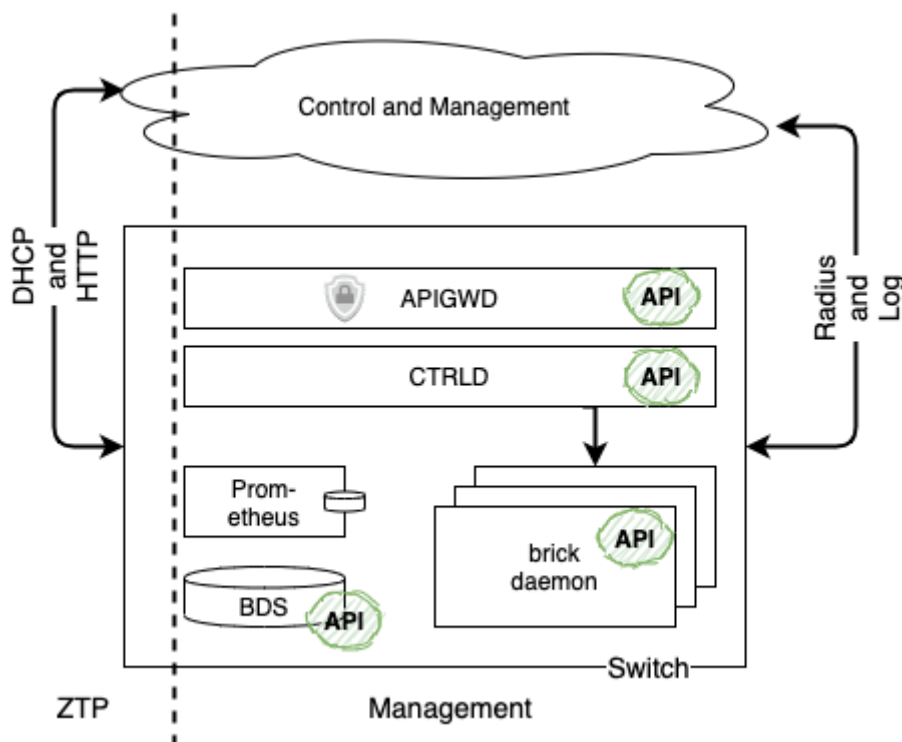 Control and Management
DHCP
and
HTTP
Radius
and
Log
APIGWD
API
CTRLD
API
Prom-
etheus
brick
daemon
API
BDS
API
Switch
ZTP
Management